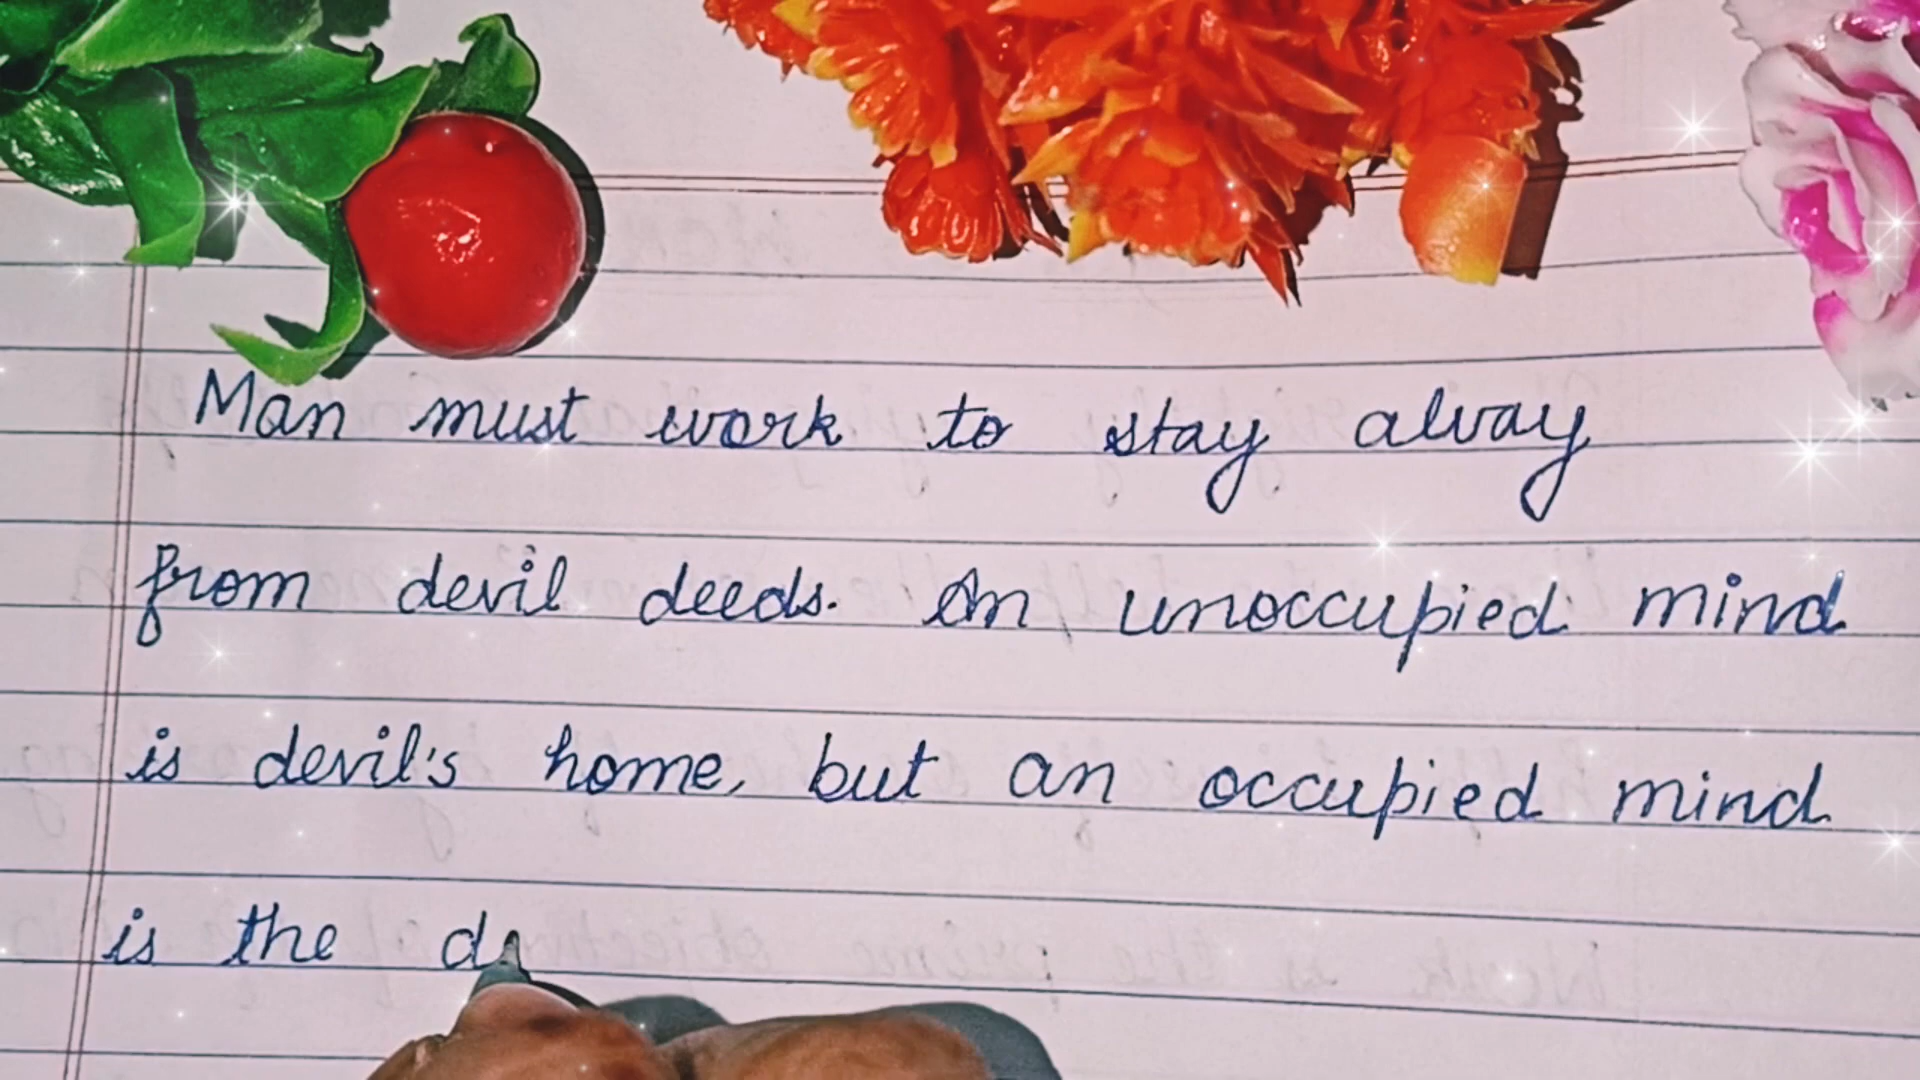 Man must work to stay alvay
from devil deeds. An unoccupied mind
is devil's home, but an occupied mind
is the